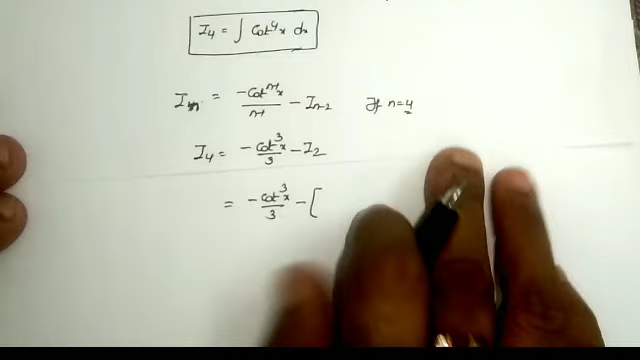 I₄ = ∫ Cot⁴x dx
Iₙ = -Cotⁿ⁻¹x / n-1 - Iₙ₋₂ If n=4
I₄ = -Cot³x / 3 - I₂
= -Cot³x / 3 - [